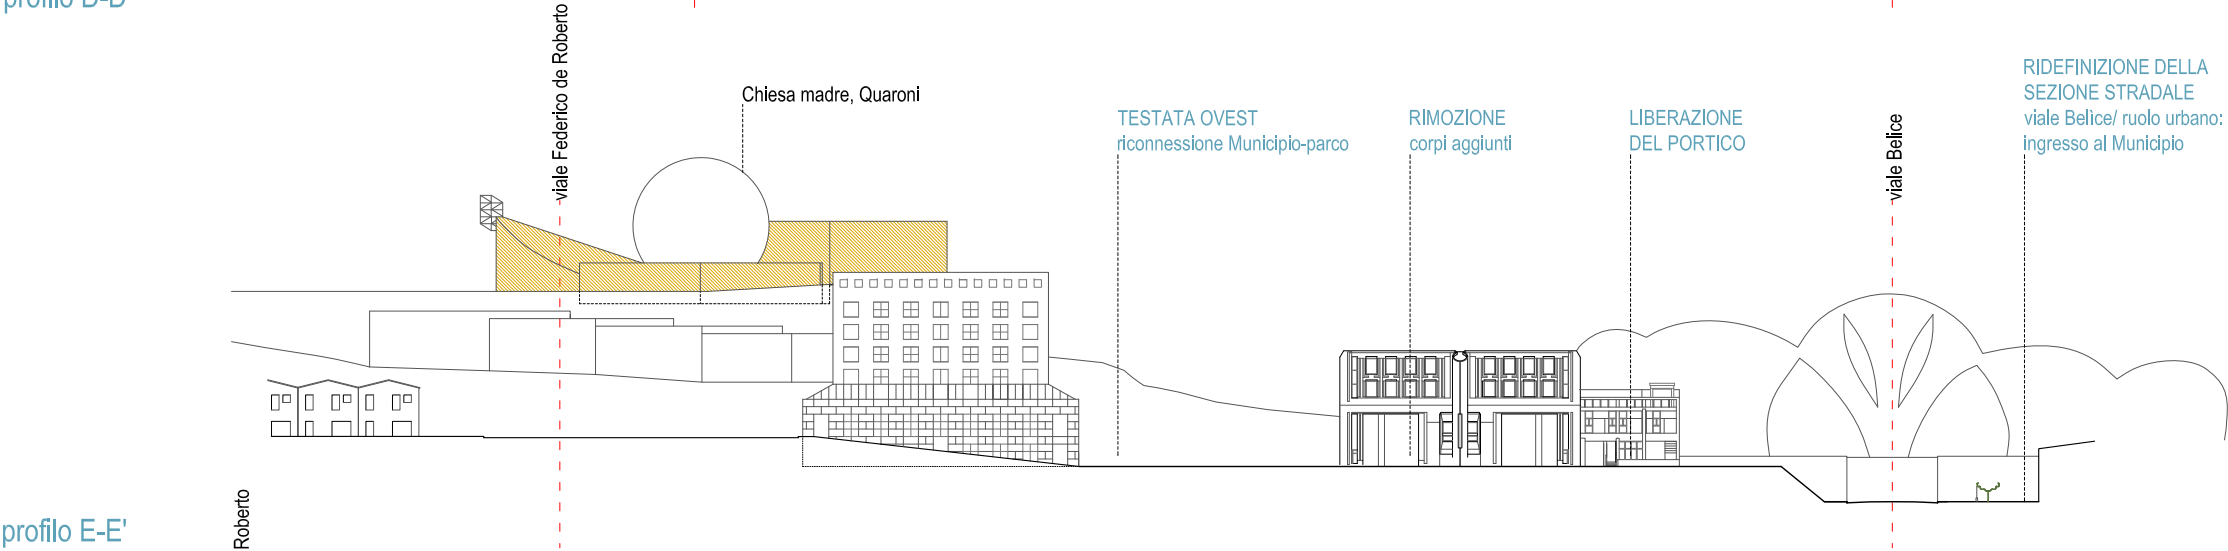 profilo D-D'
viale Federico de Roberto
Chiesa madre, Quaroni
TESTATA OVEST
riconnessione Municipio-parco
RIMOZIONE
corpi aggiunti
LIBERAZIONE
DEL PORTICO
viale Belice
RIDEFINIZIONE DELLA
SEZIONE STRADALE
viale Belice/ ruolo urbano:
ingresso al Municipio
Roberto
profilo E-E'